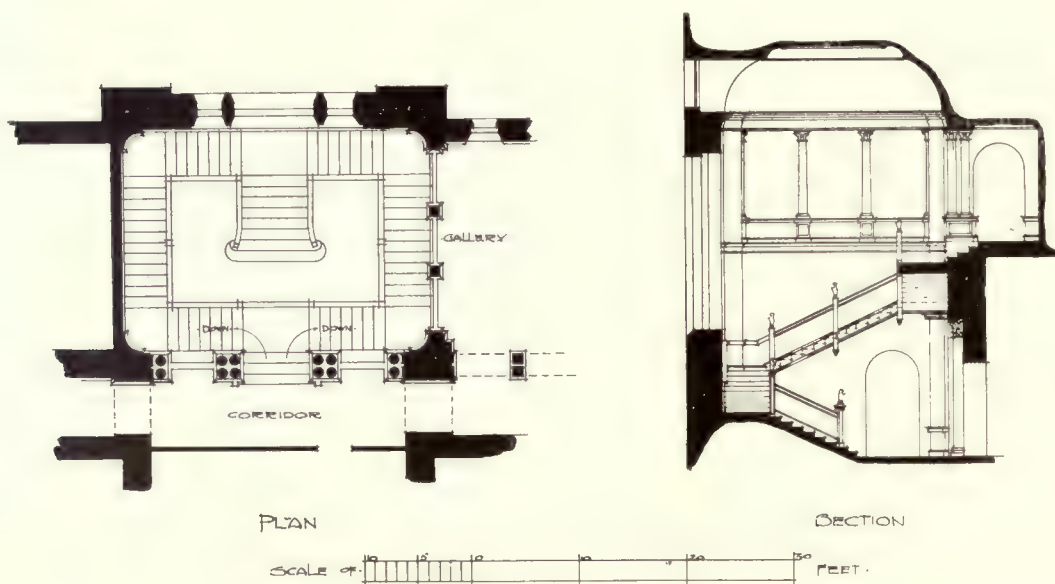 GALLERY
DOWN DOWN
CORRIDOR
PLAN
SECTION
10 5 0 10 20 30
SCALE OF FEET.